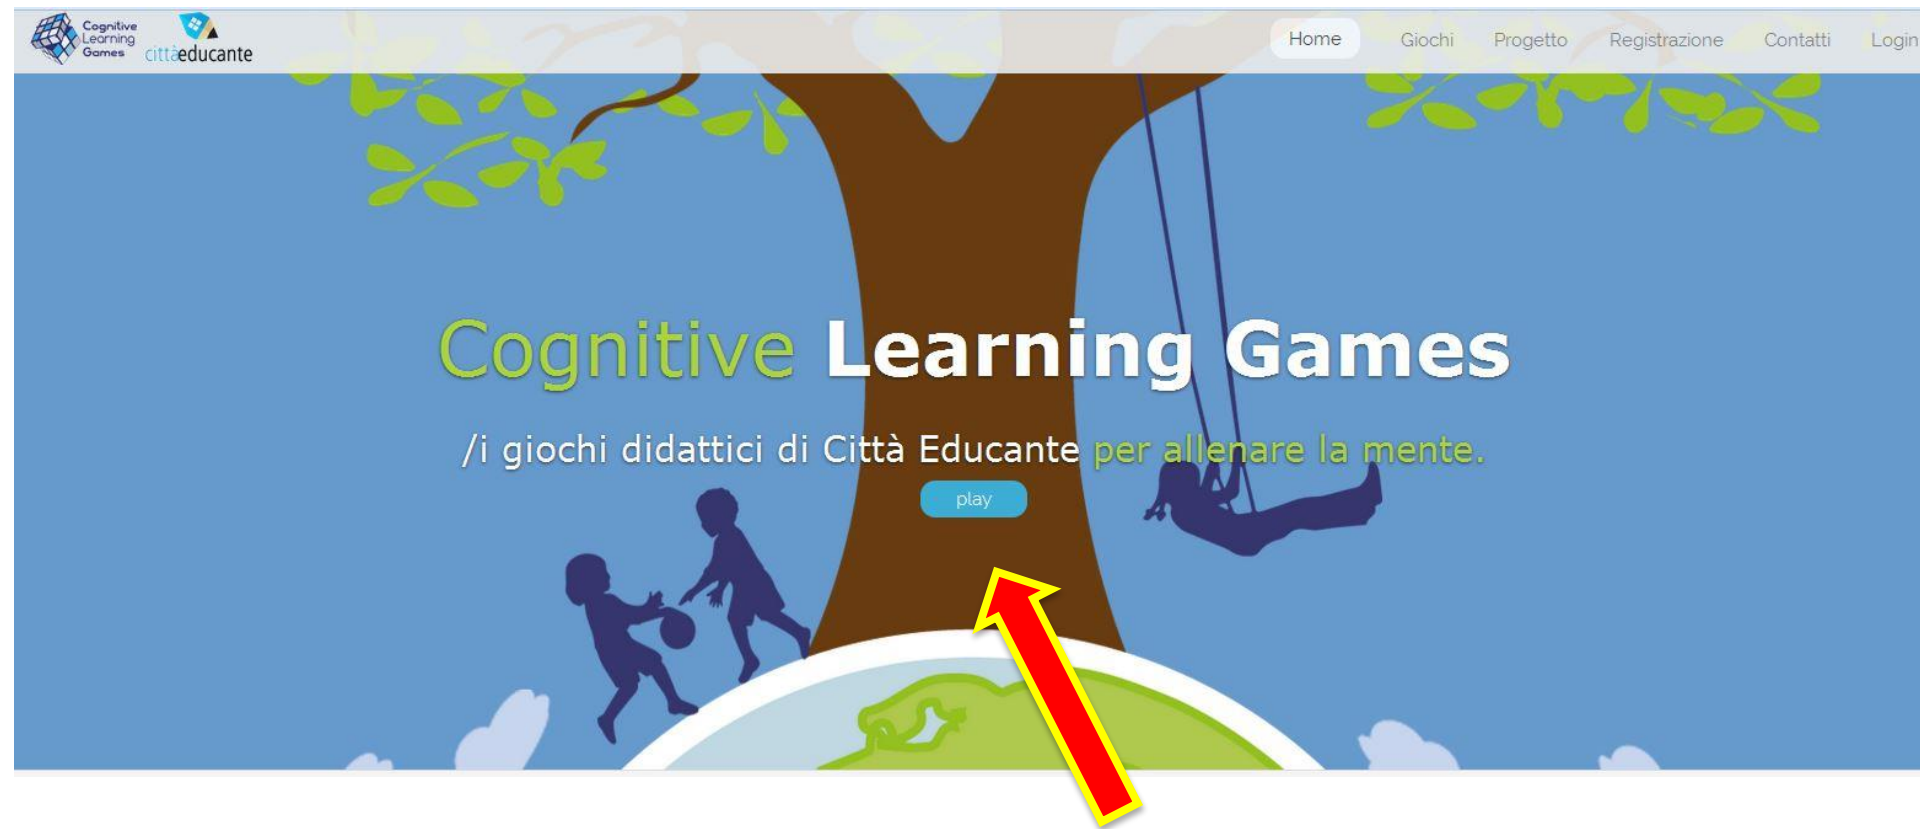 Cognitive
Learning
Games
cittàeducante
Home Giochi Progetto Registrazione Contatti Login
Cognitive Learning Games
/i giochi didattici di Città Educante per allenare la mente.
play